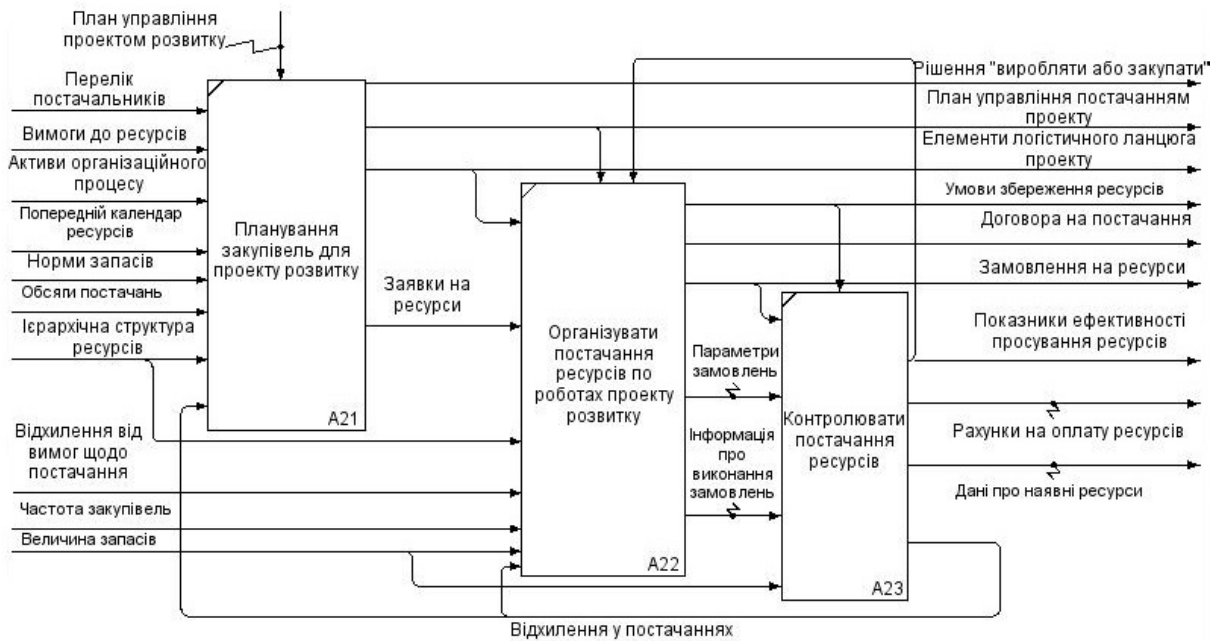 План управління
проектом розвитку
Перелік
постачальників
Вимоги до ресурсів
Активи організаційного
процесу
Попередній календар
ресурсів
Норми запасів
Обсяги постачань
Ієрархічна структура
ресурсів
Відхилення від
вимог щодо
постачання
Частота закупівель
Величина запасів
Планування
закупівель для
проекту розвитку
A21
Заявки на
ресурси
Організувати
постачання
ресурсів по
роботах проекту
розвитку
A22
Параметри
замовлень
Інформація
про
виконання
замовлень
Контролювати
постачання
ресурсів
A23
Рішення "виробляти або закупати"
План управління постачанням
проекту
Елементи логістичного ланцюга
проекту
Умови збереження ресурсів
Договора на постачання
Замовлення на ресурси
Показники ефективності
просування ресурсів
Рахунки на оплату ресурсів
Дані про наявні ресурси
Відхилення у постачаннях